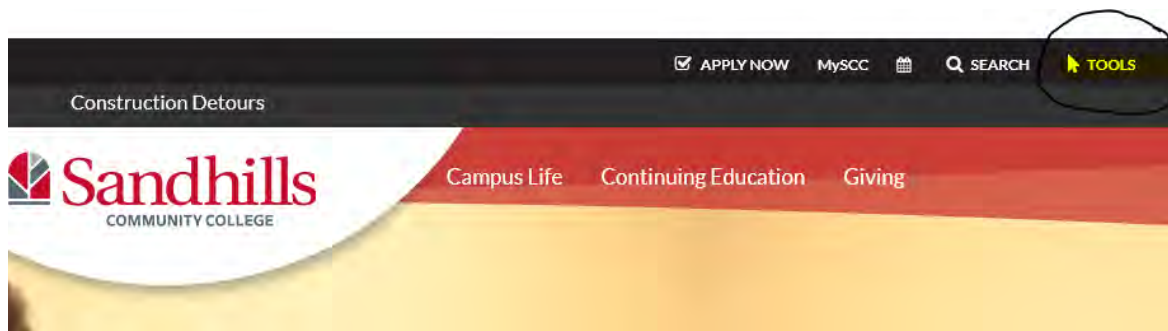 APPLY NOW MySCC SEARCH TOOLS
Construction Detours
Sandhills
COMMUNITY COLLEGE
Campus Life Continuing Education Giving